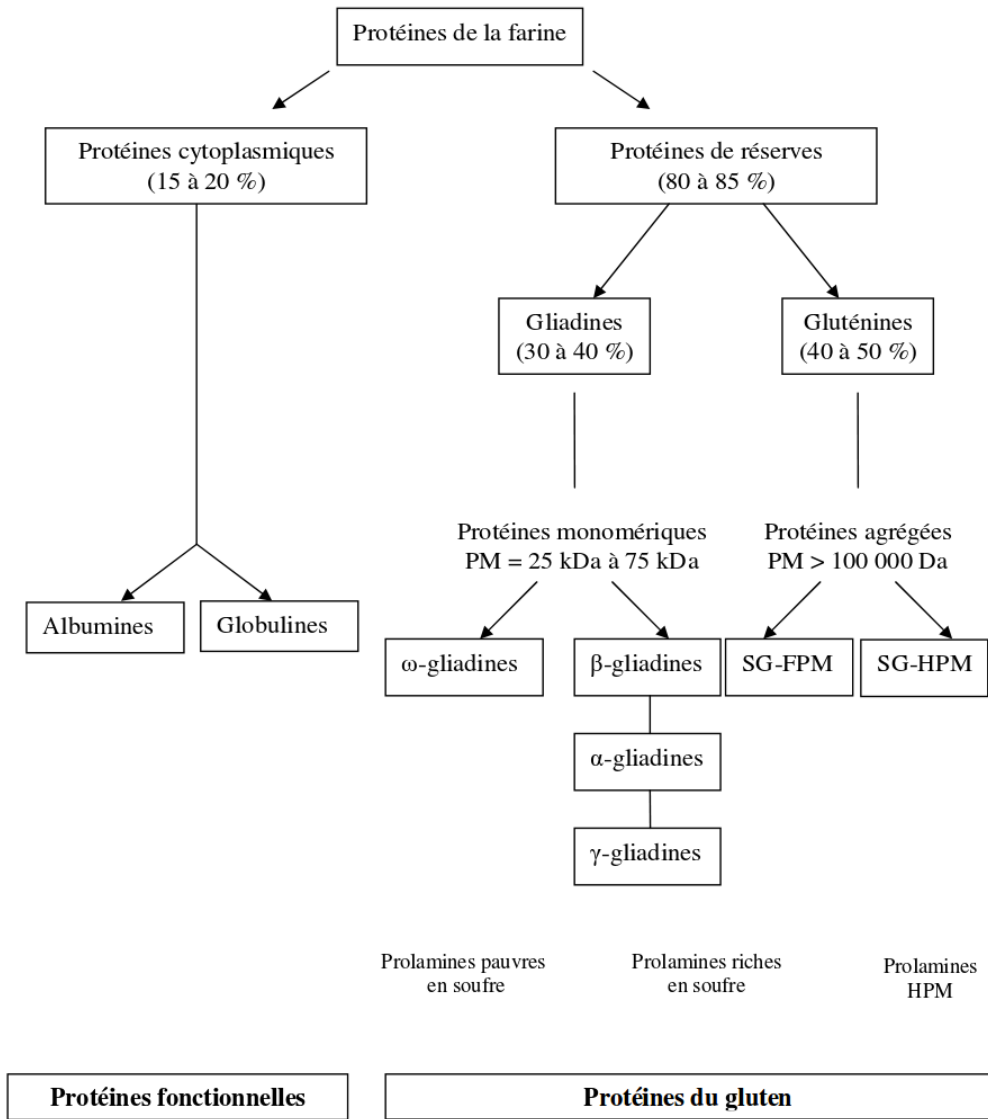 Protéines de la farine
Protéines cytoplasmiques
(15 à 20 %)
Protéines de réserves
(80 à 85 %)
Gliadines
(30 à 40 %)
Gluténines
(40 à 50 %)
Protéines monomériques
PM = 25 kDa à 75 kDa
Protéines agrégées
PM > 100 000 Da
Albumines
Globulines
ω-gliadines
β-gliadines
SG-FPM
SG-HPM
α-gliadines
γ-gliadines
Prolamines pauvres
en soufre
Prolamines riches
en soufre
Prolamines
HPM
Protéines fonctionnelles
Protéines du gluten